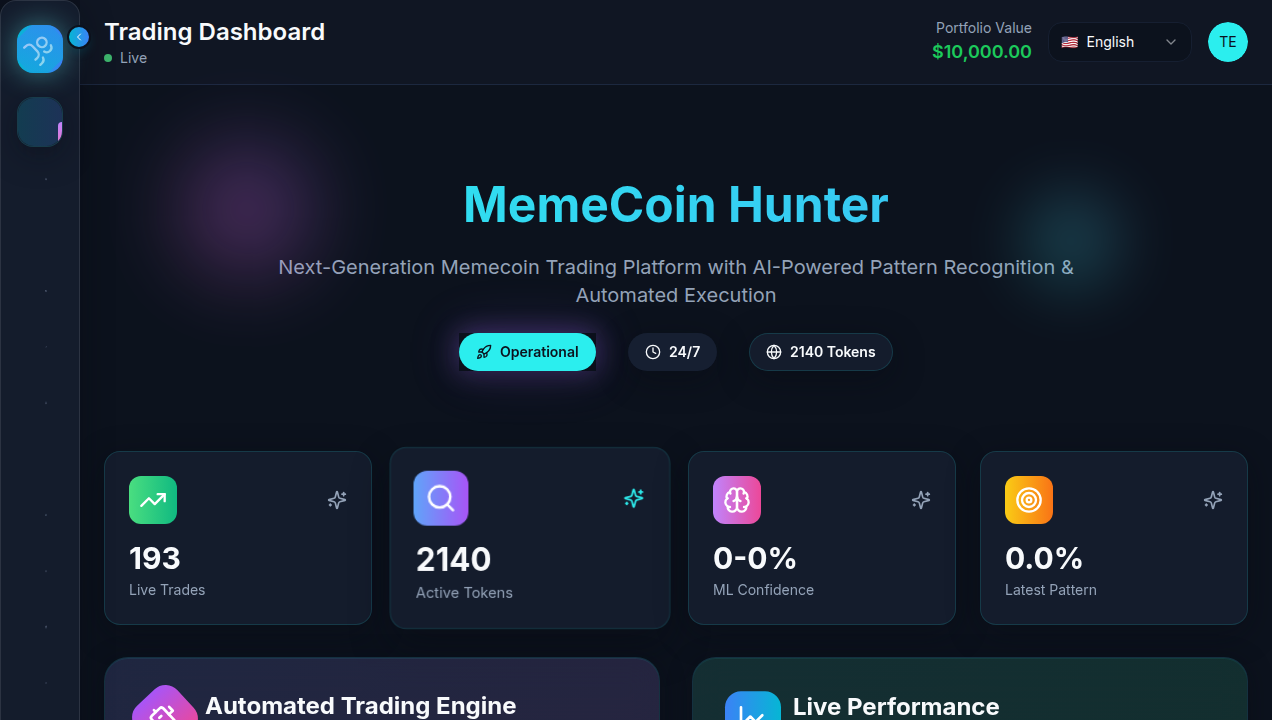 Trading Dashboard
Live
Portfolio Value
$10,000.00
English
TE
MemeCoin Hunter
Next-Generation Memecoin Trading Platform with AI-Powered Pattern Recognition &
Automated Execution
Operational
24/7
2140 Tokens
193
Live Trades
2140
Active Tokens
0-0%
ML Confidence
0.0%
Latest Pattern
Automated Trading Engine
Live Performance